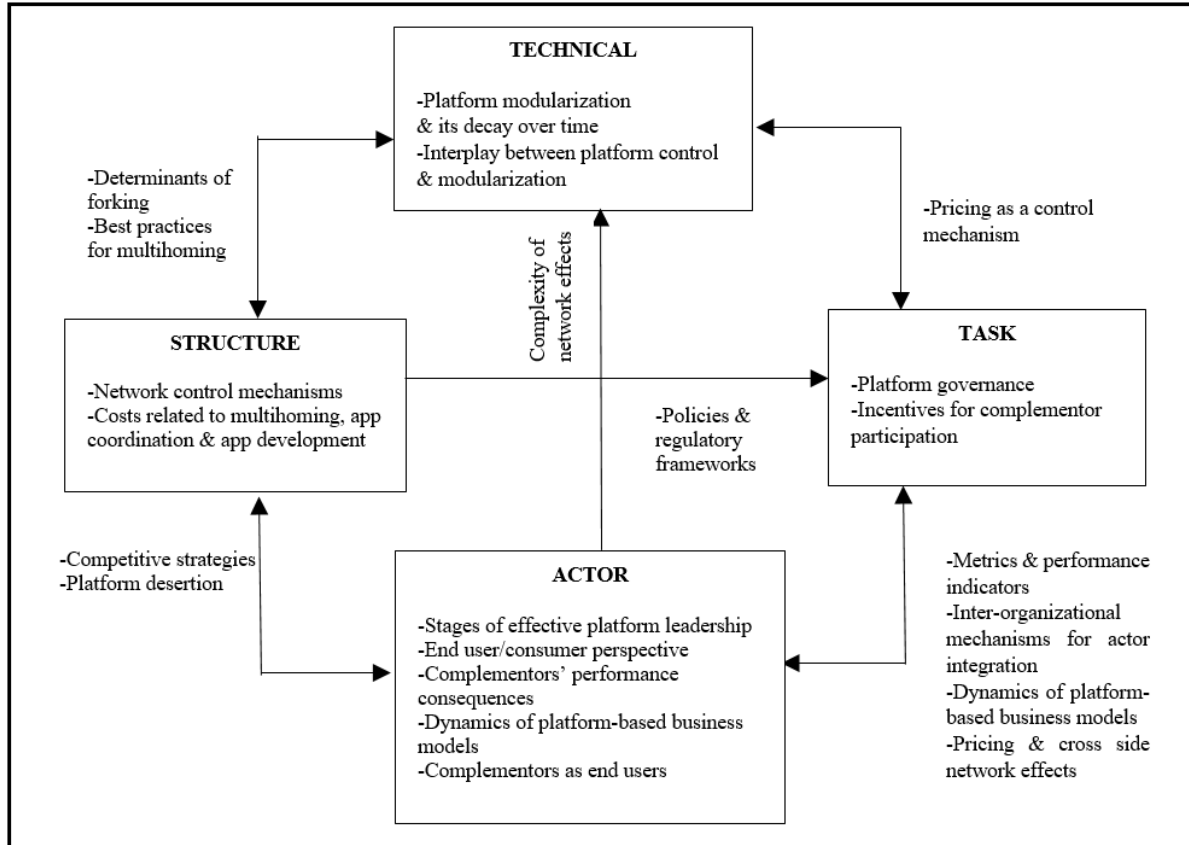 TECHNICAL
-Platform modularization
& its decay over time
-Interplay between platform control
& modularization
-Determinants of
forking
-Best practices
for multihoming
-Pricing as a control
mechanism
Complexity of
network effects
STRUCTURE
-Network control mechanisms
-Costs related to multihoming, app
coordination & app development
TASK
-Platform governance
-Incentives for complementor
participation
-Policies &
regulatory
frameworks
-Competitive strategies
-Platform desertion
ACTOR
-Stages of effective platform leadership
-End user/consumer perspective
-Complementors’ performance
consequences
-Dynamics of platform-based business
models
-Complementors as end users
-Metrics & performance
indicators
-Inter-organizational
mechanisms for actor
integration
-Dynamics of platform-
based business models
-Pricing & cross side
network effects